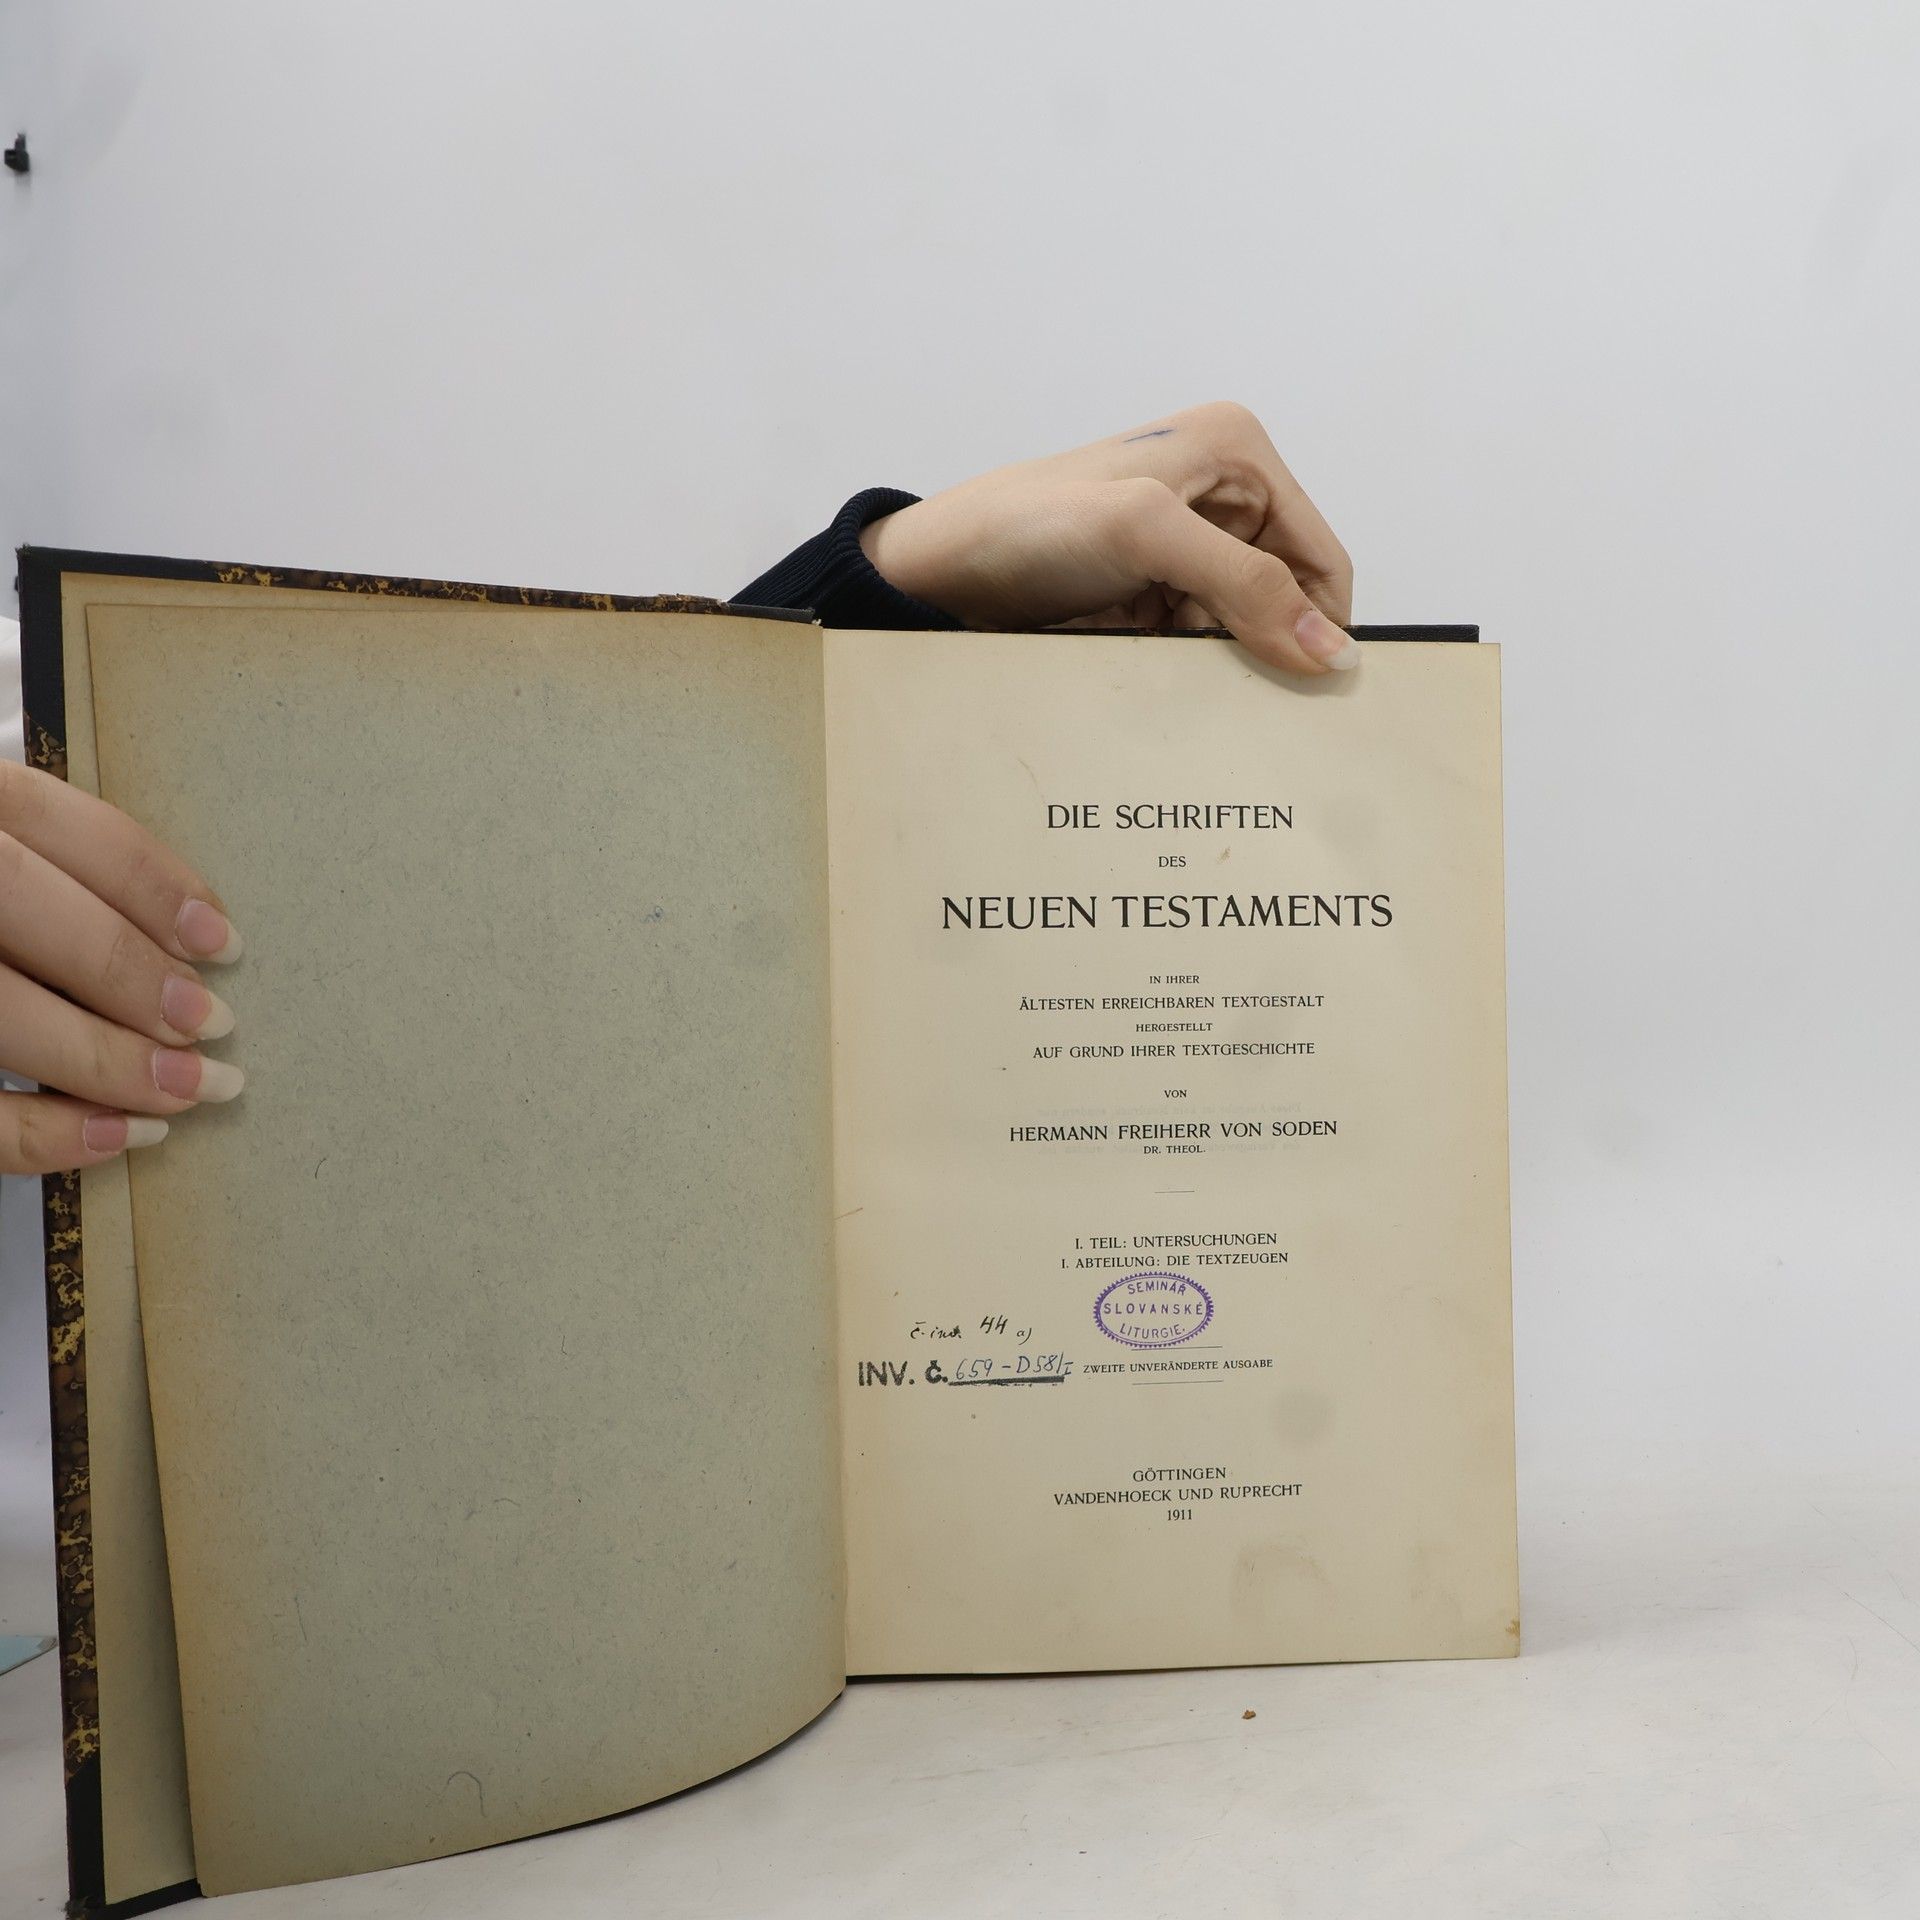 DIE SCHRIFTEN
DES
NEUEN TESTAMENTS
IN IHRER
ÄLTESTEN ERREICHBAREN TEXTGESTALT
HERGESTELLT
AUF GRUND IHRER TEXTGESCHICHTE
VON
HERMANN FREIHERR VON SODEN
DR. THEOL.
I. TEIL: UNTERSUCHUNGEN
I. ABTEILUNG: DIE TEXTZEUGEN
SEMINÁŘ
SLOVANSKÉ
LITURGIE.
č. inv. 44 a)
INV. č. 659-D58/I
ZWEITE UNVERÄNDERTE AUSGABE
GÖTTINGEN
VANDENHOECK UND RUPRECHT
1911